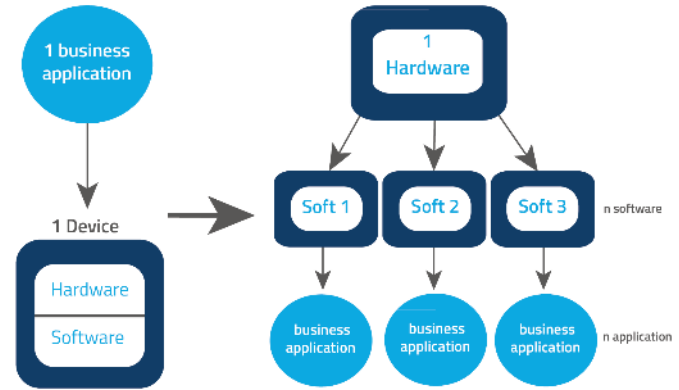 1 business
application
1 Device
Hardware
Software
1
Hardware
Soft 1
Soft 2
Soft 3
n software
business
application
business
application
business
application
n application